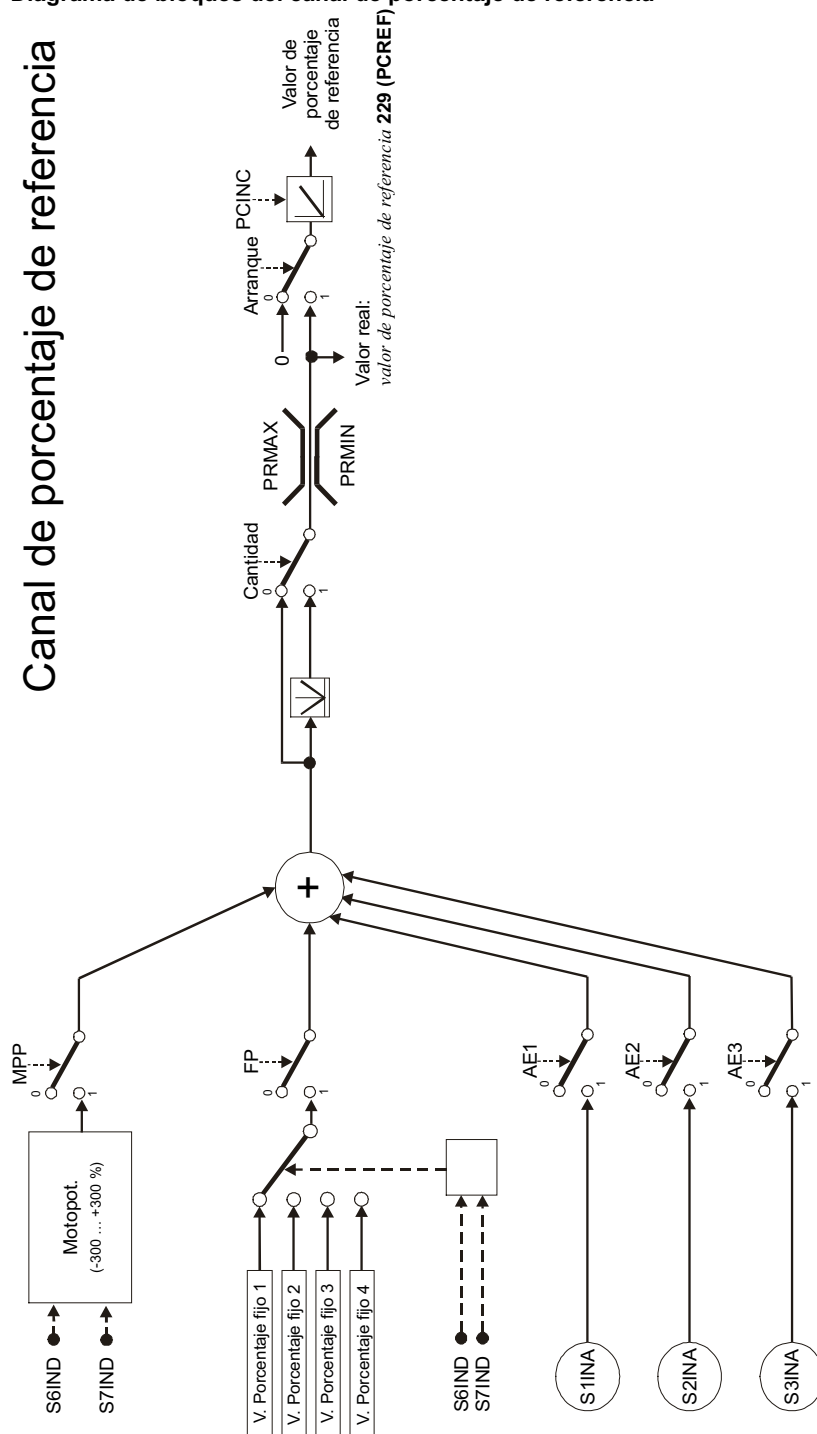 Diagrama de bloques del canal de porcentaje de referencia
Canal de porcentaje de referencia
S6IND
S7IND
Motopot.
(-300 ... +300 %)
MPP
0
1
V. Porcentaje fijo 1
V. Porcentaje fijo 2
V. Porcentaje fijo 3
V. Porcentaje fijo 4
S6IND
S7IND
FP
0
1
S1INA
AE1
0
1
S2INA
AE2
0
1
S3INA
AE3
0
1
+
Cantidad
0
1
PRMAX
PRMIN
0
Valor real:
valor de porcentaje de referencia 229 (PCREF)
Arranque
0
1
PCINC
Valor de
porcentaje
de referencia